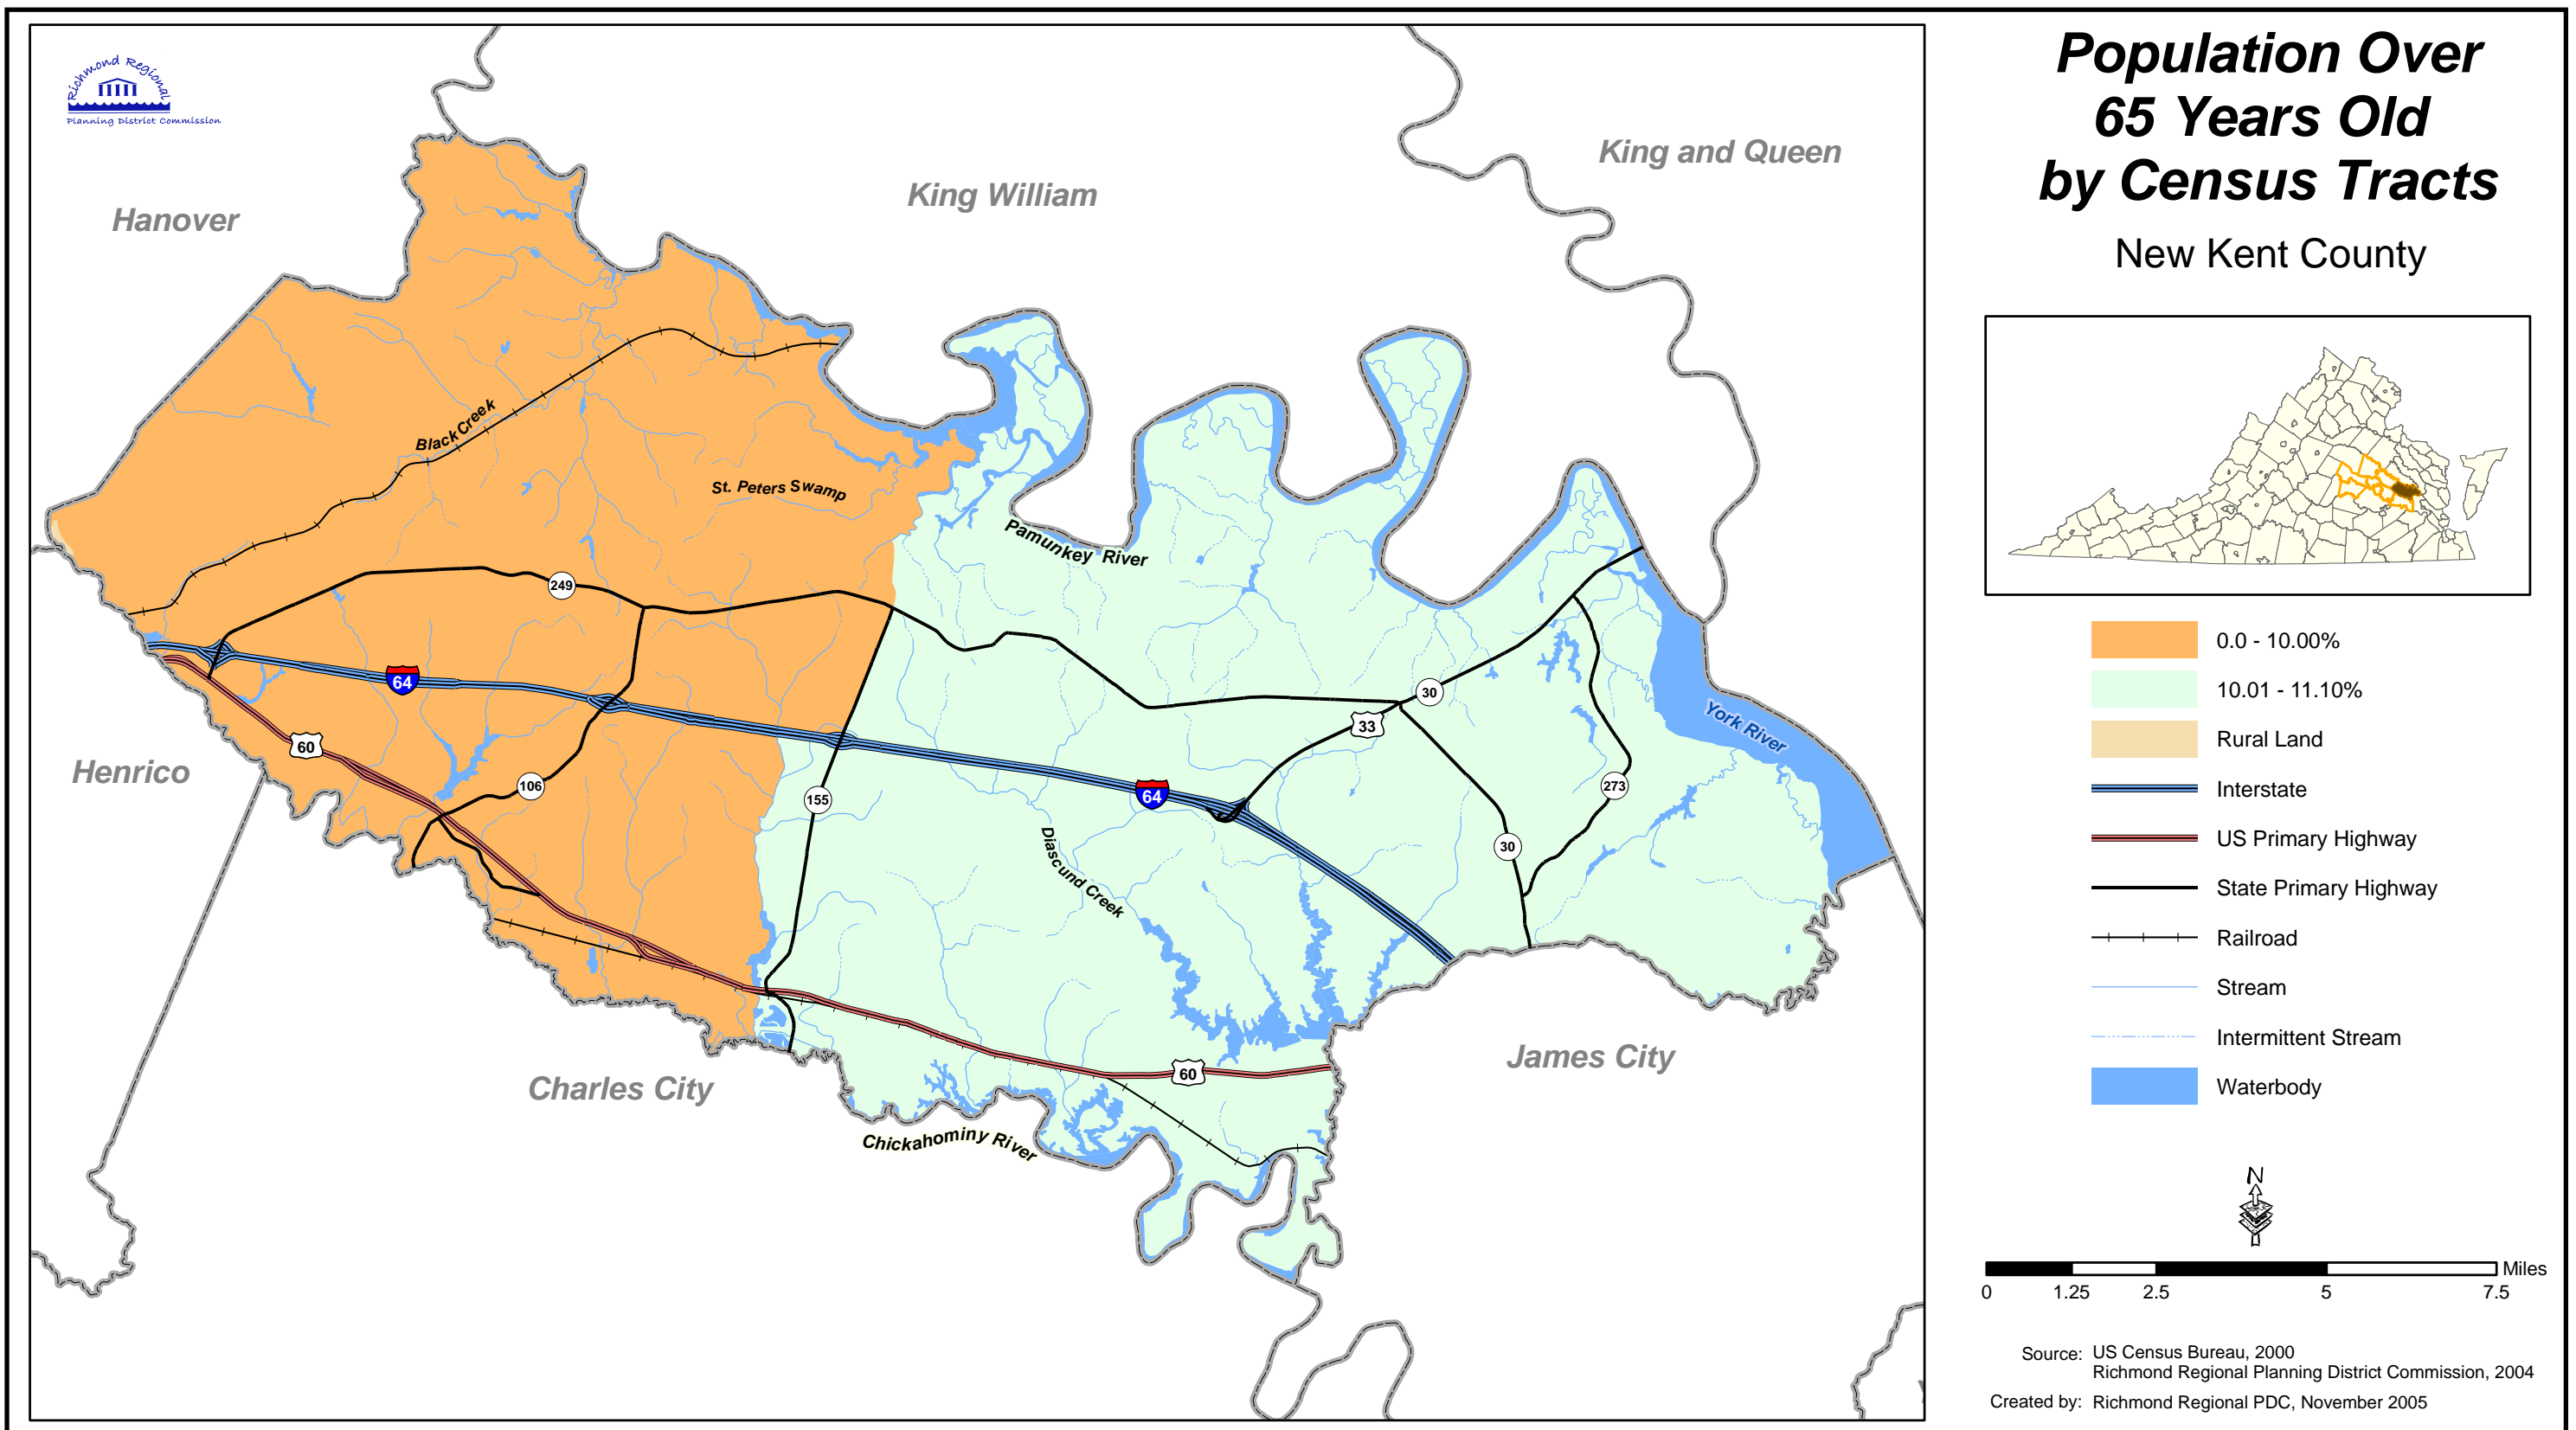 Population Over
65 Years Old
by Census Tracts
New Kent County
Richmond Regional
Planning District Commission
Hanover
King William
King and Queen
Henrico
Charles City
James City
BlackCreek
St. Peters Swamp
Pamunkey River
York River
Diascund Creek
Chickahominy River
249
64
60
106
155
64
33
30
30
273
60
0.0 - 10.00%
10.01 - 11.10%
Rural Land
Interstate
US Primary Highway
State Primary Highway
Railroad
Stream
Intermittent Stream
Waterbody
N
Miles
0 1.25 2.5 5 7.5
Source: US Census Bureau, 2000
Richmond Regional Planning District Commission, 2004
Created by: Richmond Regional PDC, November 2005